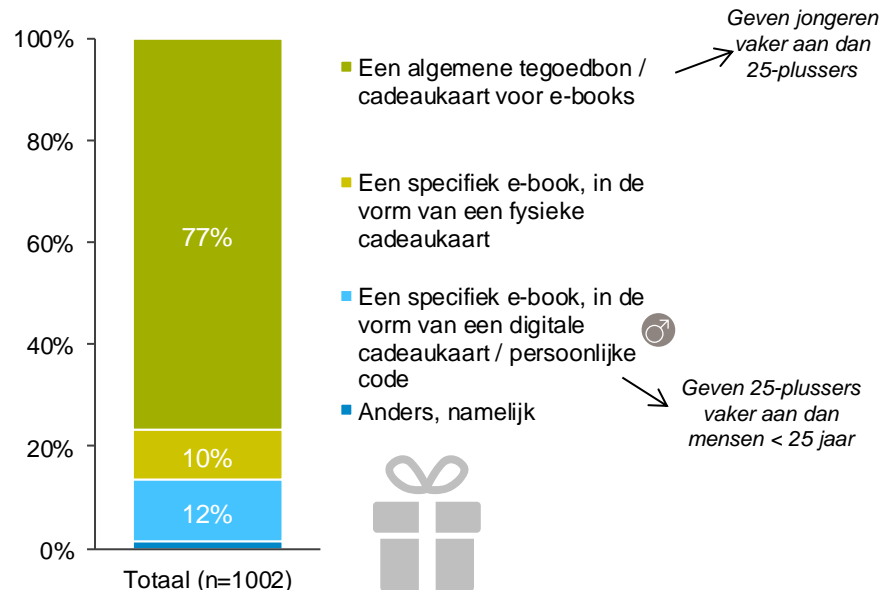 Geven jongeren
vaker aan dan
25-plussers
100%
80%
60%
40%
20%
0%
77%
10%
12%
Totaal (n=1002)
Een algemene tegoedbon /
cadeaukaart voor e-books
Een specifiek e-book, in de
vorm van een fysieke
cadeaukaart
Een specifiek e-book, in de
vorm van een digitale
cadeaukaart / persoonlijke
code
Anders, namelijk
Geven 25-plussers
vaker aan dan
mensen < 25 jaar